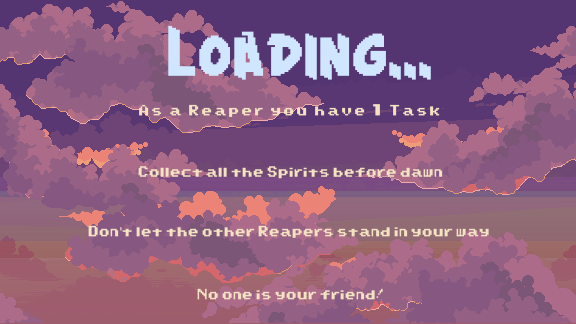 LOADING...
As a Reaper you have 1 Task
Collect all the Spirits before dawn
Don't let the other Reapers stand in your way
No one is your friend!